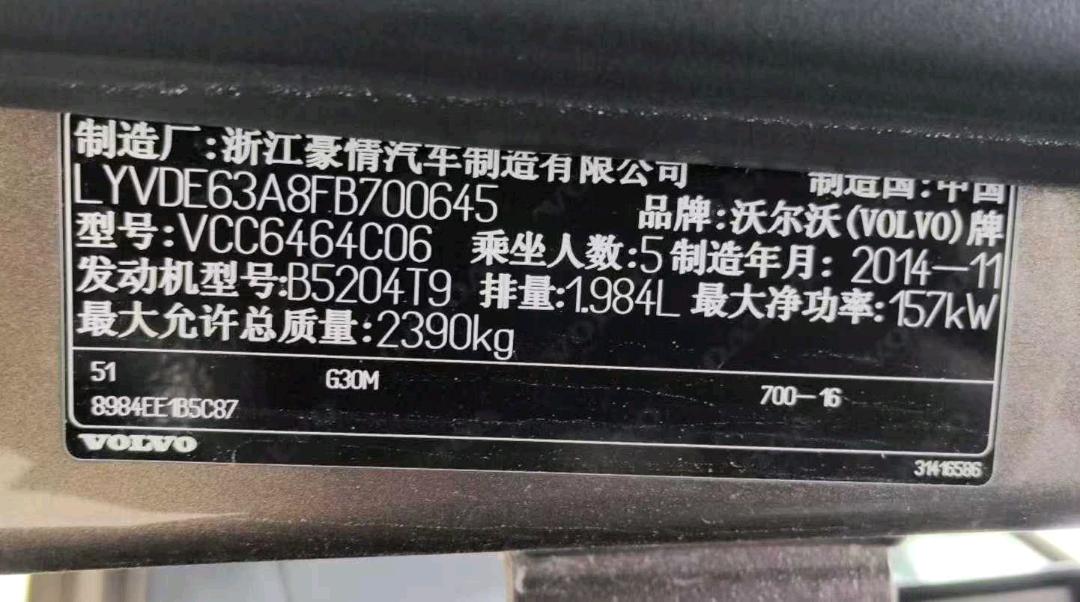 制造厂:浙江豪情汽车制造有限公司 制造国:中国
LYVDE63A8FB700645 品牌:沃尔沃(VOLVO)牌
型号:VCC6464C06 乘坐人数:5 制造年月: 2014-11
发动机型号:B5204T9 排量:1.984L 最大净功率:157kW
最大允许总质量:2390kg
51 G30M 700-16
8984EE1B5C87
VOLVO 31416586